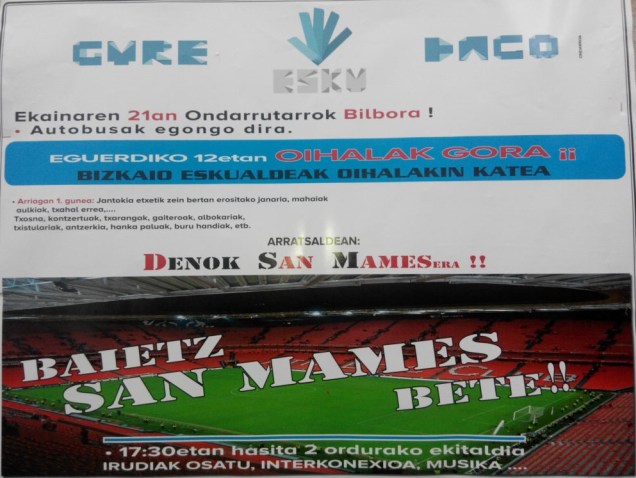 GURE ESKU DAGO
Ekainaren 21an Ondarrutarrok Bilbora !
• Autobusak egongo dira.
EGUERDIKO 12etan OIHALAK GORA ¡¡
BIZKAIO ESKUALDEAK OIHALAKIN KATEA
• Arriagan 1. gunea: Jantokia etxetik zein bertan erositako janaria, mahaiak
aulkiak, txahal errea,....
Txosna, kontzertuak, txarangak, gaiteroak, albokariak,
txistulariak, antzerkia, hanka paluak, buru handiak, etb.
ARRATSALDEAN:
DENOK SAN MAMESERA !!
BAIETZ
SAN MAMES
BETE!!
• 17:30etan hasita 2 ordurako ekitaldia
IRUDIAK OSATU, INTERKONEXIOA, MUSIKA ....